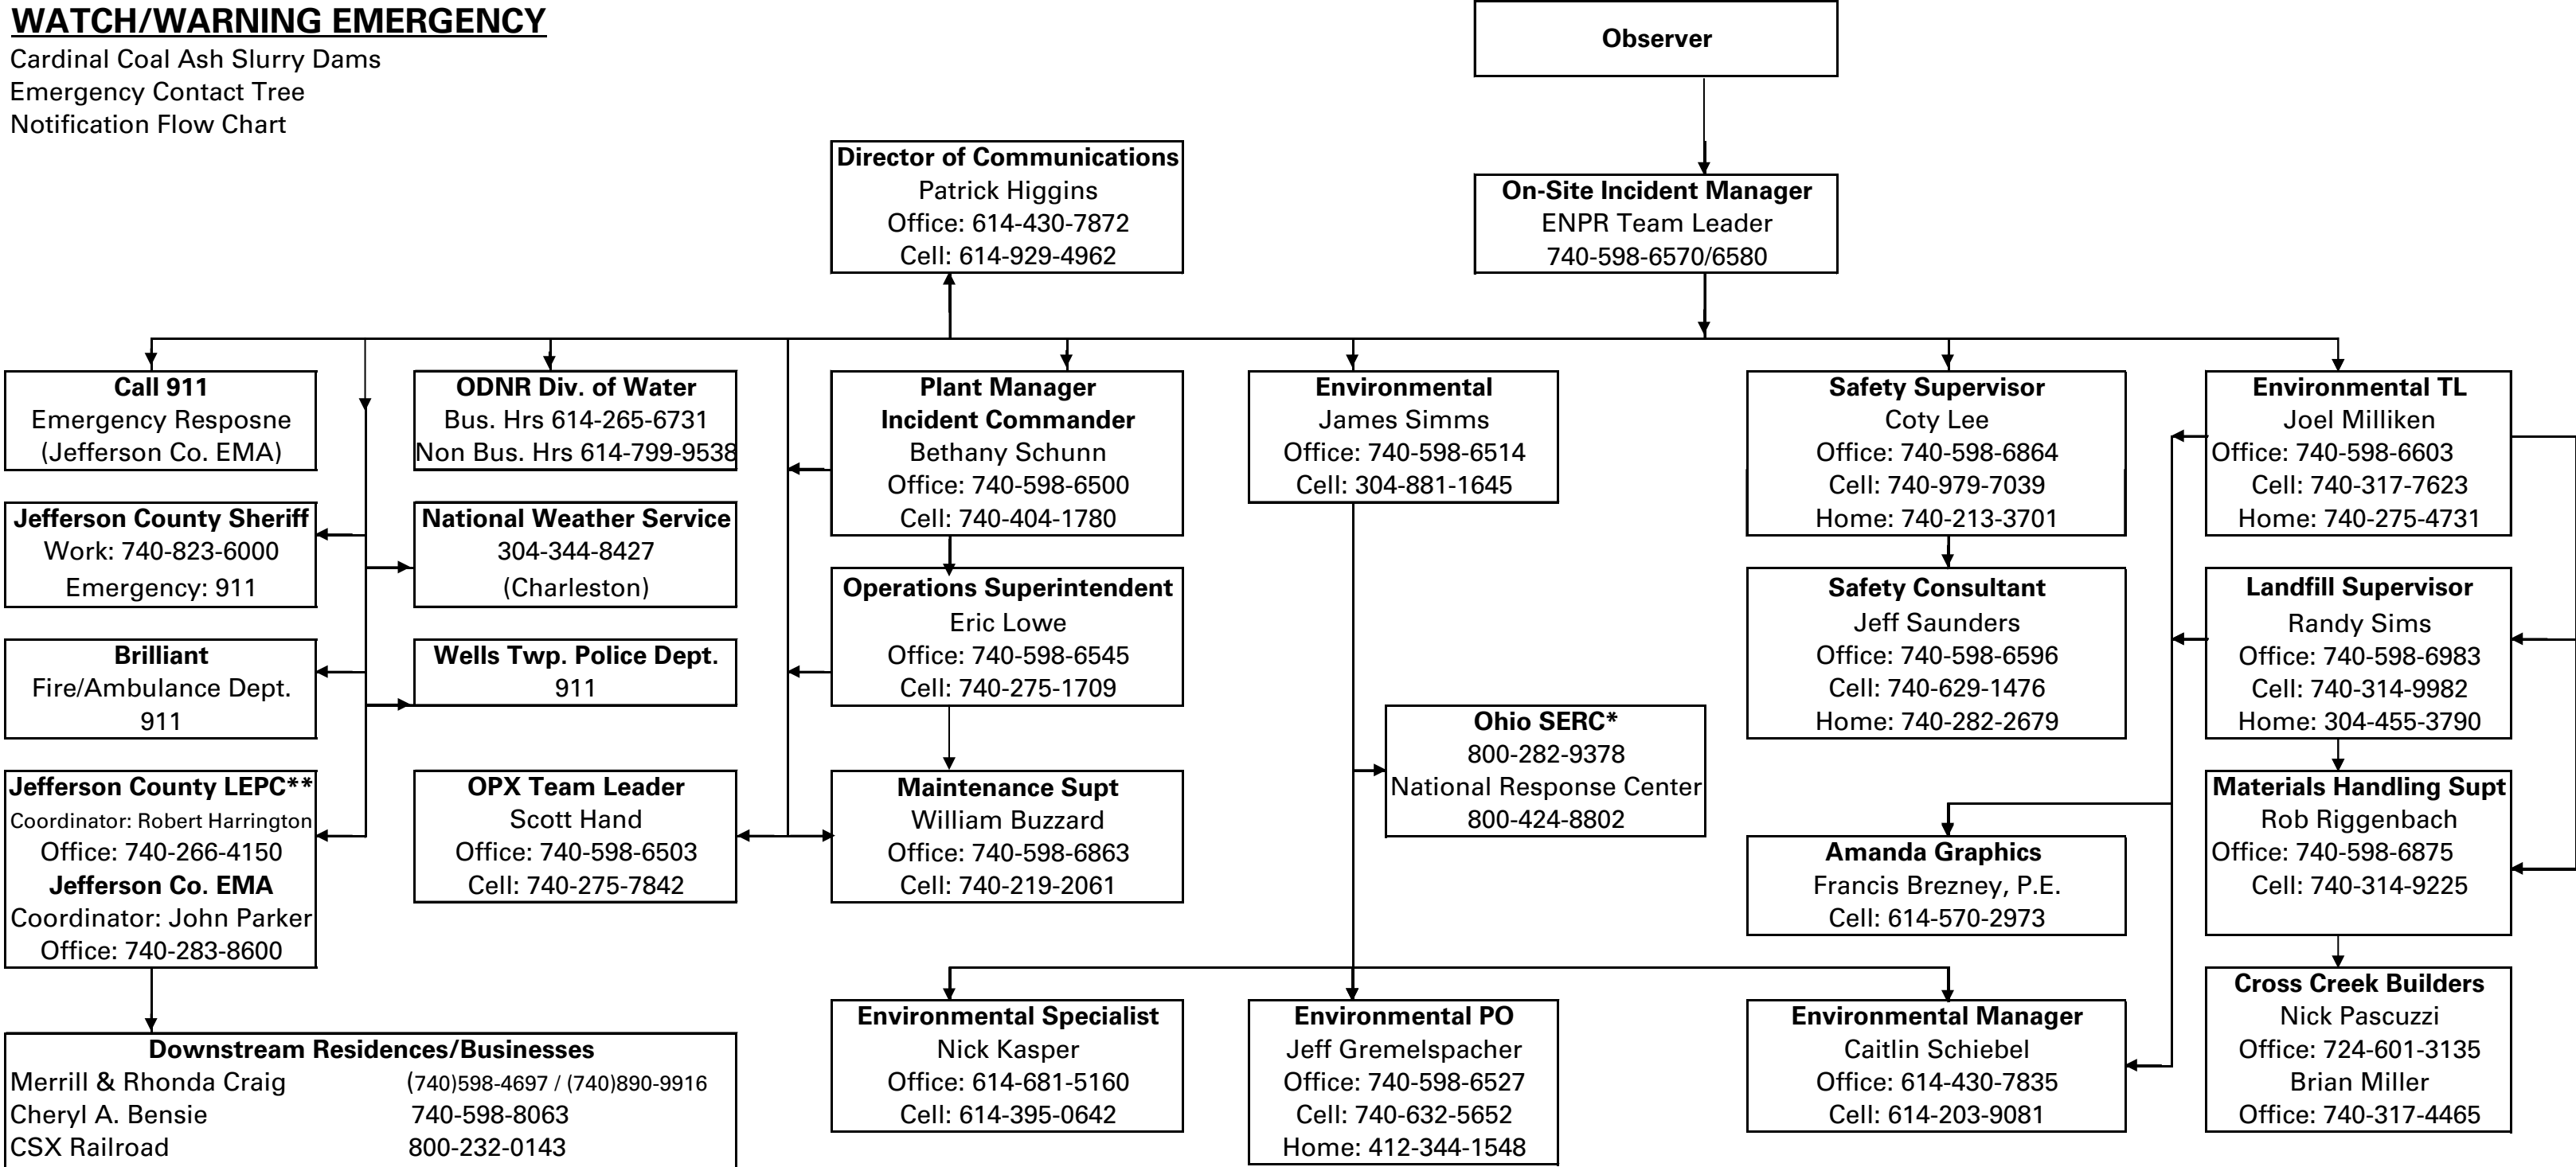 WATCH/WARNING EMERGENCY
Cardinal Coal Ash Slurry Dams
Emergency Contact Tree
Notification Flow Chart
Observer
Director of Communications
Patrick Higgins
Office: 614-430-7872
Cell: 614-929-4962
On-Site Incident Manager
ENPR Team Leader
740-598-6570/6580
Call 911
Emergency Resposne
(Jefferson Co. EMA)
ODNR Div. of Water
Bus. Hrs 614-265-6731
Non Bus. Hrs 614-799-9538
Plant Manager
Incident Commander
Bethany Schunn
Office: 740-598-6500
Cell: 740-404-1780
Environmental
James Simms
Office: 740-598-6514
Cell: 304-881-1645
Safety Supervisor
Coty Lee
Office: 740-598-6864
Cell: 740-979-7039
Home: 740-213-3701
Environmental TL
Joel Milliken
Office: 740-598-6603
Cell: 740-317-7623
Home: 740-275-4731
Jefferson County Sheriff
Work: 740-823-6000
Emergency: 911
National Weather Service
304-344-8427
(Charleston)
Operations Superintendent
Eric Lowe
Office: 740-598-6545
Cell: 740-275-1709
Safety Consultant
Jeff Saunders
Office: 740-598-6596
Cell: 740-629-1476
Home: 740-282-2679
Landfill Supervisor
Randy Sims
Office: 740-598-6983
Cell: 740-314-9982
Home: 304-455-3790
Brilliant
Fire/Ambulance Dept.
911
Wells Twp. Police Dept.
911
Ohio SERC*
800-282-9378
National Response Center
800-424-8802
Jefferson County LEPC**
Coordinator: Robert Harrington
Office: 740-266-4150
Jefferson Co. EMA
Coordinator: John Parker
Office: 740-283-8600
OPX Team Leader
Scott Hand
Office: 740-598-6503
Cell: 740-275-7842
Maintenance Supt
William Buzzard
Office: 740-598-6863
Cell: 740-219-2061
Amanda Graphics
Francis Brezney, P.E.
Cell: 614-570-2973
Materials Handling Supt
Rob Riggenbach
Office: 740-598-6875
Cell: 740-314-9225
Downstream Residences/Businesses
Merrill & Rhonda Craig (740)598-4697 / (740)890-9916
Cheryl A. Bensie 740-598-8063
CSX Railroad 800-232-0143
Environmental Specialist
Nick Kasper
Office: 614-681-5160
Cell: 614-395-0642
Environmental PO
Jeff Gremelspacher
Office: 740-598-6527
Cell: 740-632-5652
Home: 412-344-1548
Environmental Manager
Caitlin Schiebel
Office: 614-430-7835
Cell: 614-203-9081
Cross Creek Builders
Nick Pascuzzi
Office: 724-601-3135
Brian Miller
Office: 740-317-4465